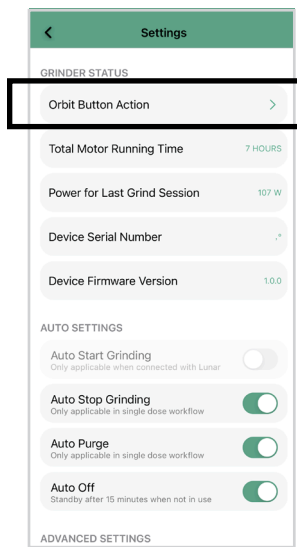 Settings
GRINDER STATUS
Orbit Button Action
Total Motor Running Time 7 HOURS
Power for Last Grind Session 107 W
Device Serial Number
Device Firmware Version 1.0.0
AUTO SETTINGS
Auto Start Grinding
Only applicable when connected with Lunar
Auto Stop Grinding
Only applicable in single dose workflow
Auto Purge
Only applicable in single dose workflow
Auto Off
Standby after 15 minutes when not in use
ADVANCED SETTINGS